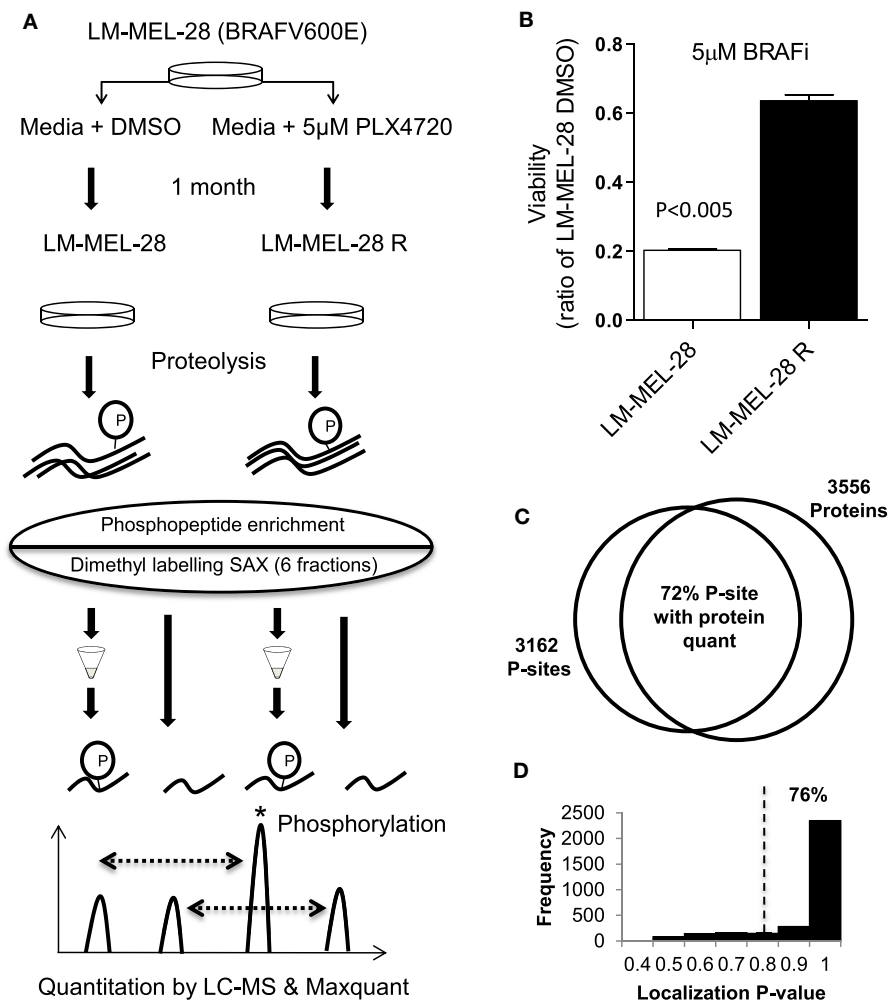 A
LM-MEL-28 (BRAFV600E)
Media + DMSO
Media + 5µM PLX4720
1 month
LM-MEL-28
LM-MEL-28 R
Proteolysis
P
P
Phosphopeptide enrichment
Dimethyl labelling SAX (6 fractions)
P
P
*
Phosphorylation
Quantitation by LC-MS & Maxquant
B
5µM BRAFi
Viability
(ratio of LM-MEL-28 DMSO)
0.8
0.6
0.4
0.2
0.0
P<0.005
LM-MEL-28
LM-MEL-28 R
C
3556
Proteins
72% P-site
with protein
quant
3162
P-sites
D
76%
Frequency
2500
2000
1500
1000
500
0
0.4 0.5 0.6 0.7 0.8 0.9 1
Localization P-value